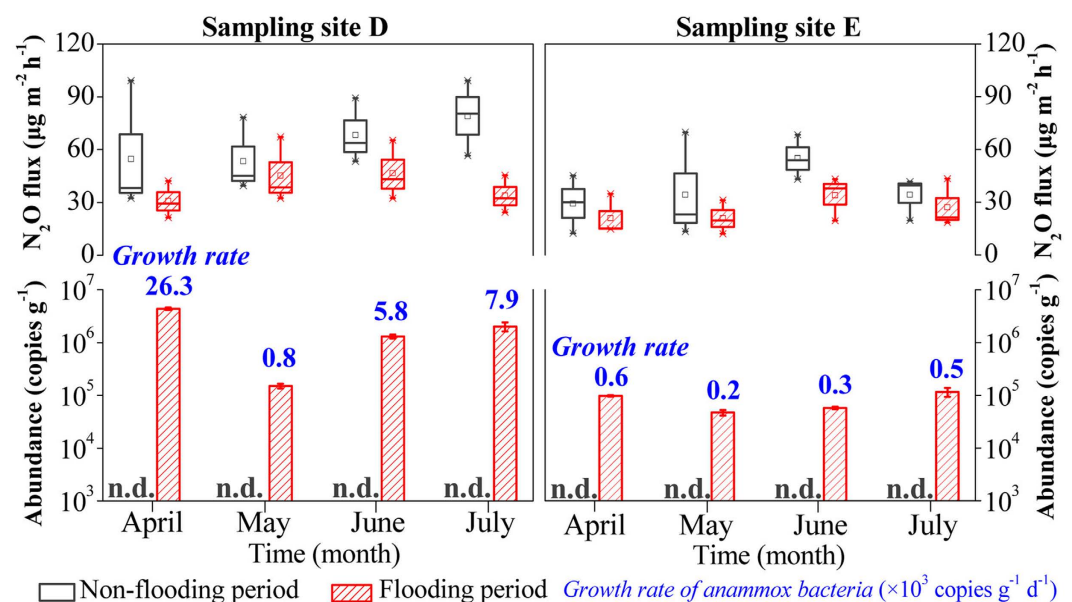 Sampling site D
Sampling site E
N₂O flux (μg m⁻² h⁻¹)
120
90
60
30
0
120
90
60
30
0
N₂O flux (μg m⁻² h⁻¹)
Growth rate
26.3
0.8
5.8
7.9
Growth rate
0.6
0.2
0.3
0.5
Abundance (copies g⁻¹)
10⁷
10⁶
10⁵
10⁴
10³
n.d.
n.d.
n.d.
n.d.
n.d.
n.d.
n.d.
n.d.
10⁷
10⁶
10⁵
10⁴
10³
Abundance (copies g⁻¹)
April May June July
April May June July
Time (month)
Time (month)
Non-flooding period Flooding period Growth rate of anammox bacteria (×10³ copies g⁻¹ d⁻¹)